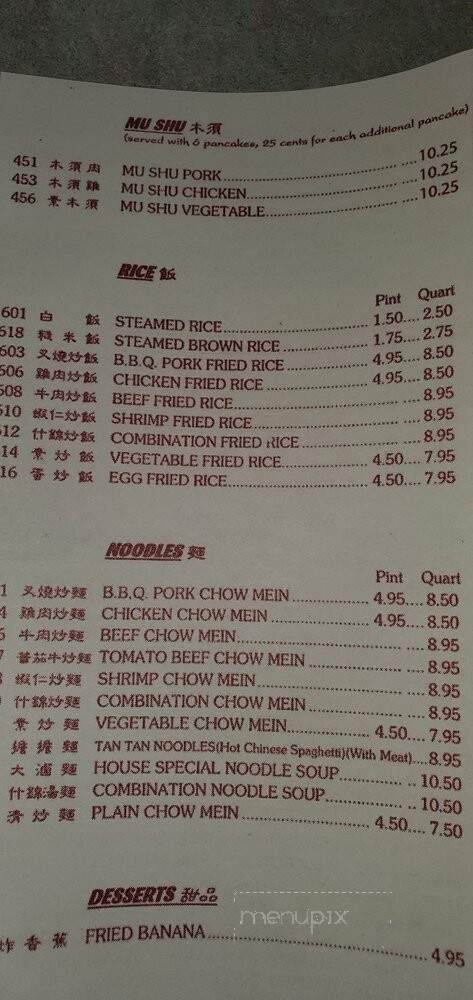 MU SHU 木須
(served with 6 pancakes, 25 cents for each additional pancake)
451 木須肉 MU SHU PORK 10.25
453 木須雞 MU SHU CHICKEN 10.25
456 素木須 MU SHU VEGETABLE 10.25
RICE 飯
Pint Quart
601 白 飯 STEAMED RICE 1.50 2.50
618 糙米飯 STEAMED BROWN RICE 1.75 2.75
603 叉燒炒飯 B.B.Q. PORK FRIED RICE 4.95 8.50
606 雞肉炒飯 CHICKEN FRIED RICE 4.95 8.50
608 牛肉炒飯 BEEF FRIED RICE 8.95
610 蝦仁炒飯 SHRIMP FRIED RICE 8.95
612 什錦炒飯 COMBINATION FRIED RICE 8.95
14 素炒飯 VEGETABLE FRIED RICE 4.50 7.95
16 蛋炒飯 EGG FRIED RICE 4.50 7.95
NOODLES 麵
Pint Quart
1 叉燒炒麵 B.B.Q. PORK CHOW MEIN 4.95 8.50
4 雞肉炒麵 CHICKEN CHOW MEIN 4.95 8.50
牛肉炒麵 BEEF CHOW MEIN 8.95
7 蕃茄牛炒麵 TOMATO BEEF CHOW MEIN 8.95
蝦仁炒麵 SHRIMP CHOW MEIN 8.95
什錦炒麵 COMBINATION CHOW MEIN 8.95
素炒麵 VEGETABLE CHOW MEIN 4.50 7.95
擔擔麵 TAN TAN NOODLES(Hot Chinese Spaghetti)(With Meat) 8.95
大滷麵 HOUSE SPECIAL NOODLE SOUP 10.50
什錦湯麵 COMBINATION NOODLE SOUP 10.50
清炒麵 PLAIN CHOW MEIN 4.50 7.50
DESSERTS 甜品
menupix
炸香蕉 FRIED BANANA 4.95